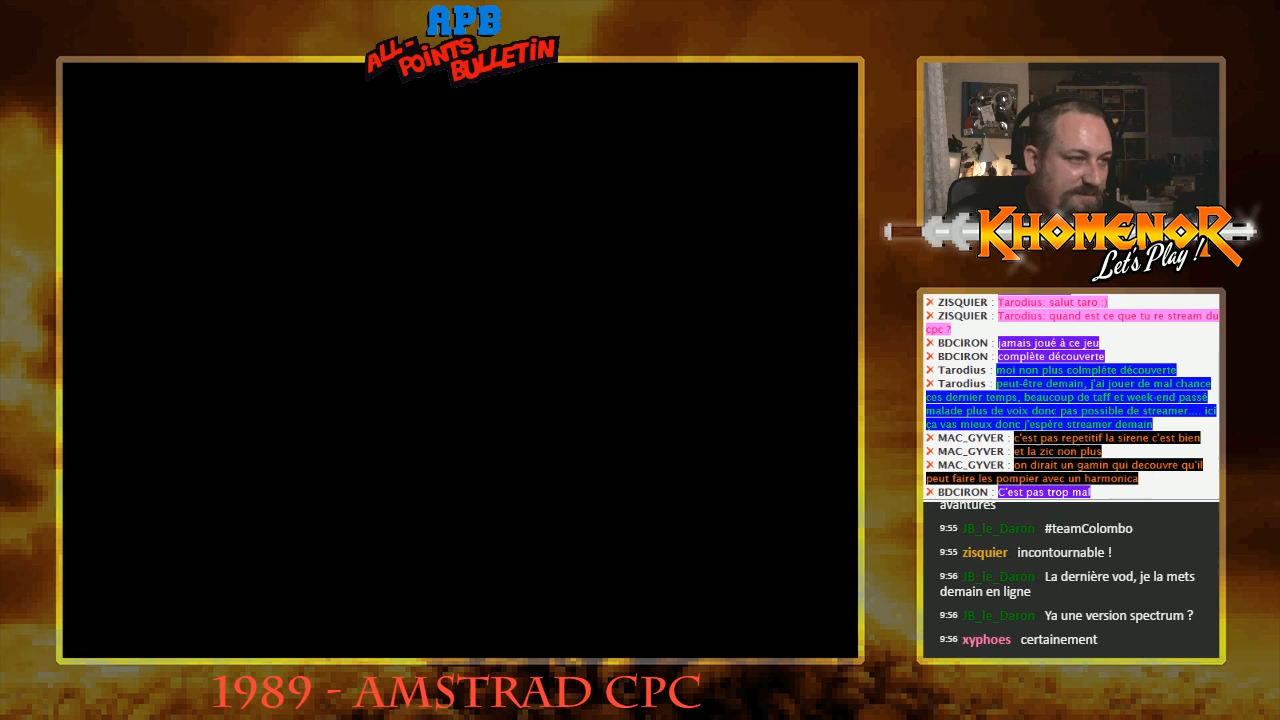 APB
ALL-POINTS BULLETIN
KHOMENOR
Let's Play !
ZISQUIER : Tarodius: salut taro :)
ZISQUIER : Tarodius: quand est ce que tu re stream du
cpc ?
BDCIRON : jamais joué à ce jeu
BDCIRON : complète découverte
Tarodius : moi non plus colmplète découverte
Tarodius : peut-être demain, j'ai jouer de mal chance
ces dernier temps, beaucoup de taff et week-end passé
malade plus de voix donc pas possible de streamer.... ici
ça vas mieux donc j'espère streamer demain
MAC_GYVER : c'est pas repetitif la sirene c'est bien
MAC_GYVER : et la zic non plus
MAC_GYVER : on dirait un gamin qui decouvre qu'il
peut faire les pompier avec un harmonica
BDCIRON : C'est pas trop mal
avantures
9:55 JB_le_Daron #teamColombo
9:55 zisquier incontournable !
9:56 JB_le_Daron La dernière vod, je la mets
demain en ligne
9:56 JB_le_Daron Ya une version spectrum ?
9:56 xyphoes certainement
1989 - AMSTRAD CPC